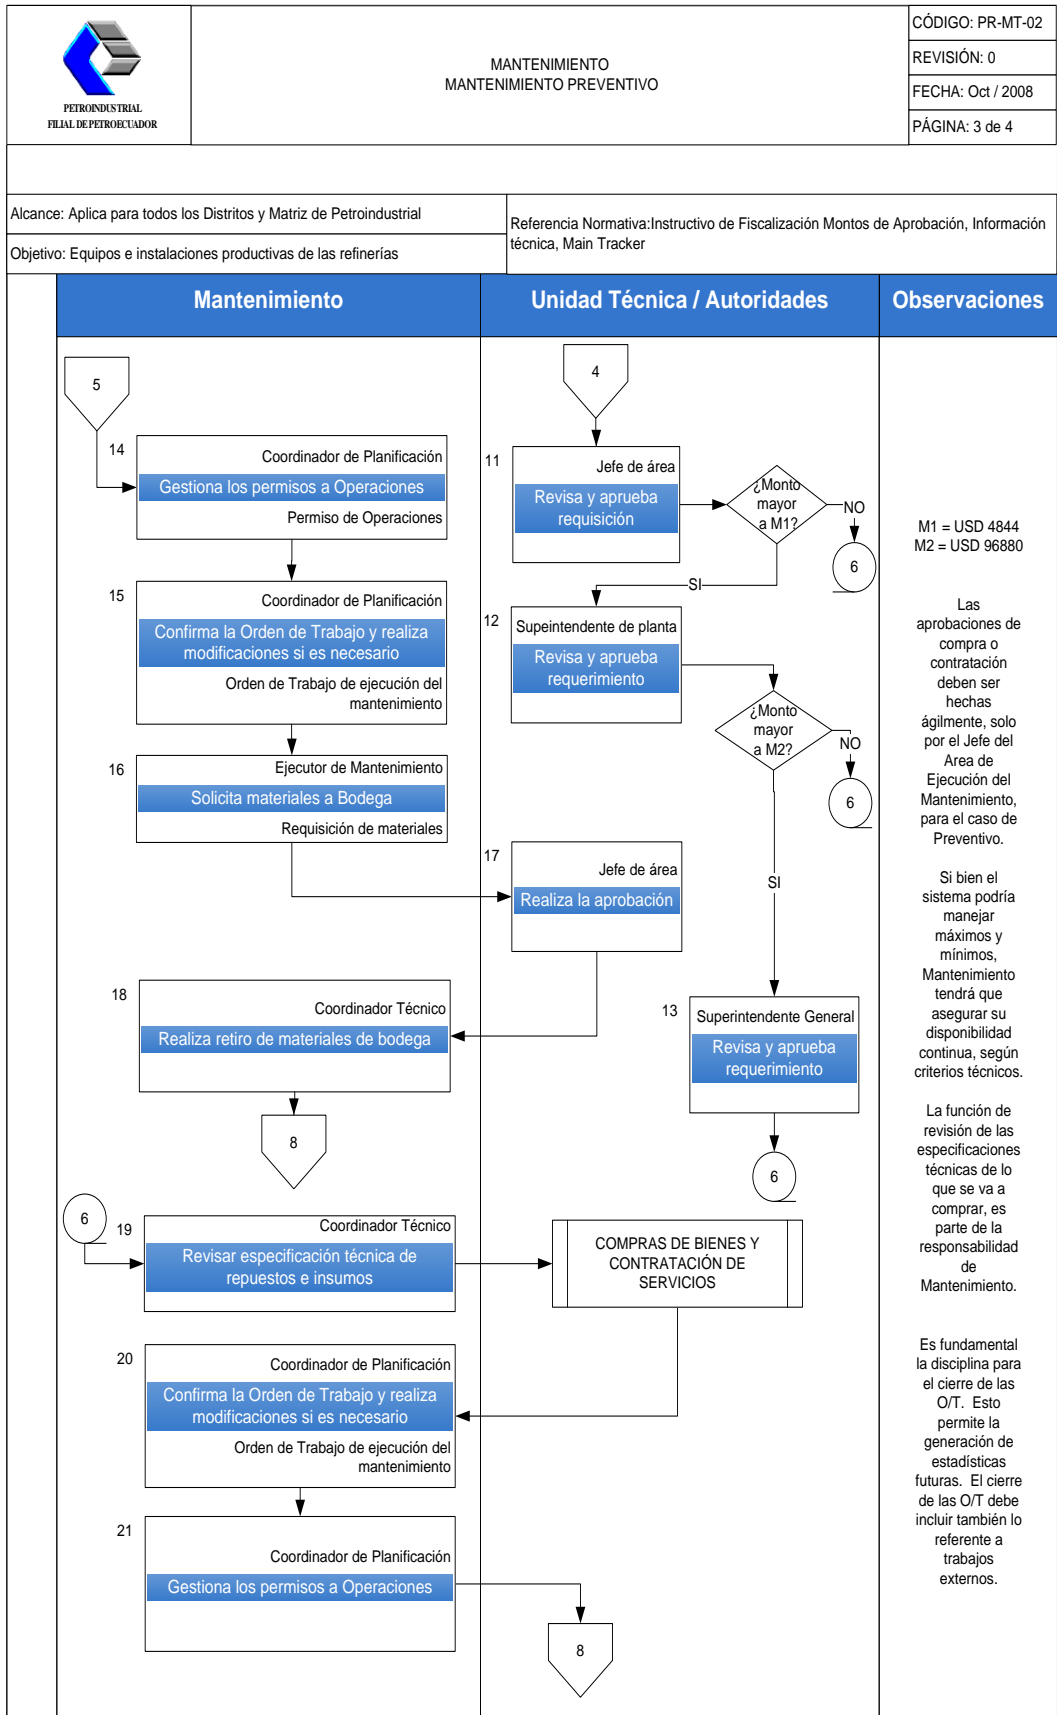 PETROINDUSTRIAL
FILIAL DE PETROECUADOR
MANTENIMIENTO
MANTENIMIENTO PREVENTIVO
CÓDIGO: PR-MT-02
REVISIÓN: 0
FECHA: Oct / 2008
PÁGINA: 3 de 4
Alcance: Aplica para todos los Distritos y Matriz de Petroindustrial
Objetivo: Equipos e instalaciones productivas de las refinerías
Referencia Normativa:Instructivo de Fiscalización Montos de Aprobación, Información
técnica, Main Tracker
Mantenimiento
Unidad Técnica / Autoridades
Observaciones
5
14
Coordinador de Planificación
Gestiona los permisos a Operaciones
Permiso de Operaciones
15
Coordinador de Planificación
Confirma la Orden de Trabajo y realiza
modificaciones si es necesario
Orden de Trabajo de ejecución del
mantenimiento
16
Ejecutor de Mantenimiento
Solicita materiales a Bodega
Requisición de materiales
18
Coordinador Técnico
Realiza retiro de materiales de bodega
8
6
19
Coordinador Técnico
Revisar especificación técnica de
repuestos e insumos
20
Coordinador de Planificación
Confirma la Orden de Trabajo y realiza
modificaciones si es necesario
Orden de Trabajo de ejecución del
mantenimiento
21
Coordinador de Planificación
Gestiona los permisos a Operaciones
4
11
Jefe de área
Revisa y aprueba
requisición
¿Monto
mayor
a M1?
NO
6
SI
12
Supeintendente de planta
Revisa y aprueba
requerimiento
¿Monto
mayor
a M2?
NO
6
SI
17
Jefe de área
Realiza la aprobación
13
Superintendente General
Revisa y aprueba
requerimiento
6
COMPRAS DE BIENES Y
CONTRATACIÓN DE
SERVICIOS
8
M1 = USD 4844
M2 = USD 96880
Las
aprobaciones de
compra o
contratación
deben ser
hechas
ágilmente, solo
por el Jefe del
Area de
Ejecución del
Mantenimiento,
para el caso de
Preventivo.
Si bien el
sistema podría
manejar
máximos y
mínimos,
Mantenimiento
tendrá que
asegurar su
disponibilidad
continua, según
criterios técnicos.
La función de
revisión de las
especificaciones
técnicas de lo
que se va a
comprar, es
parte de la
responsabilidad
de
Mantenimiento.
Es fundamental
la disciplina para
el cierre de las
O/T. Esto
permite la
generación de
estadísticas
futuras. El cierre
de las O/T debe
incluir también lo
referente a
trabajos
externos.